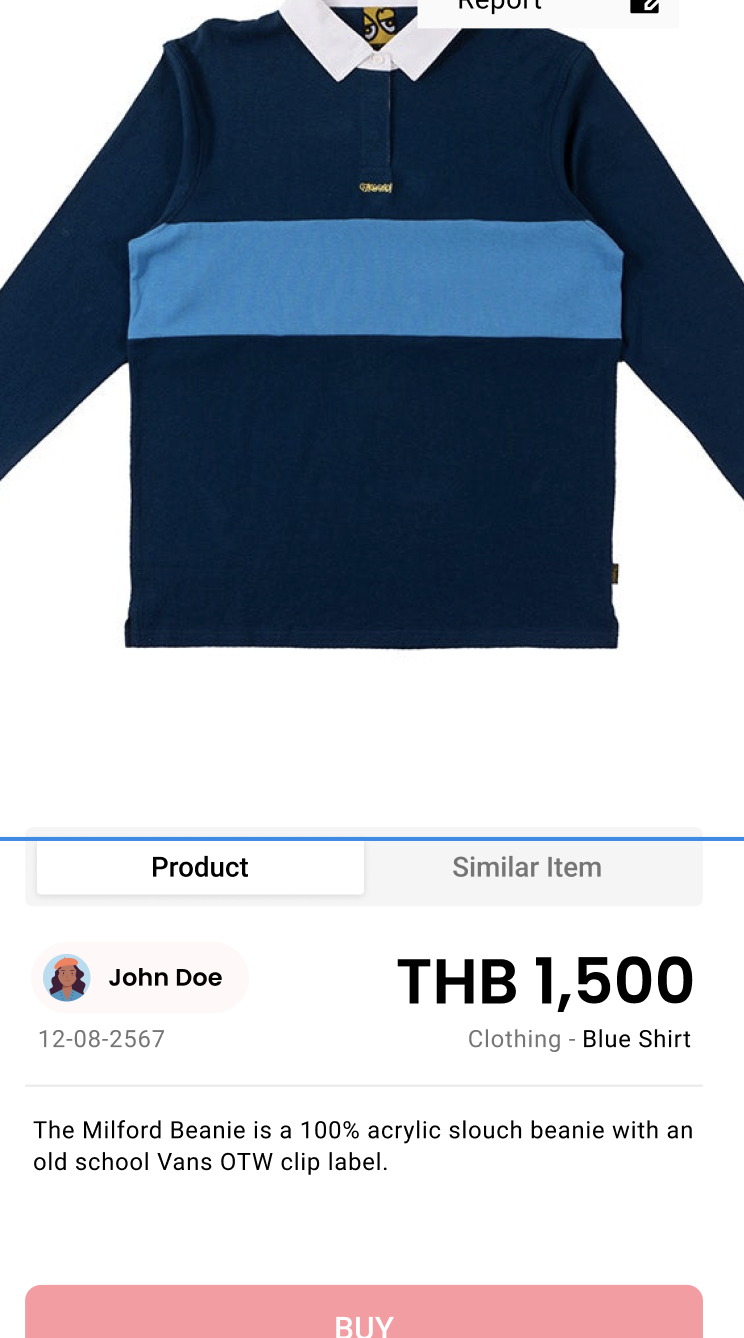 Report
Product
Similar Item
John Doe
THB 1,500
12-08-2567
Clothing - Blue Shirt
The Milford Beanie is a 100% acrylic slouch beanie with an
old school Vans OTW clip label.
BUY